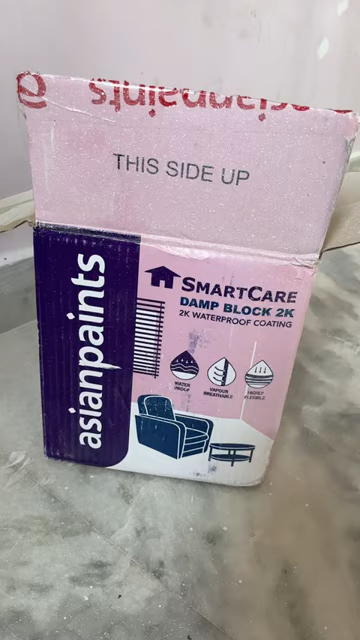 asianpaints
THIS SIDE UP
asianpaints
SMARTCARE
DAMP BLOCK 2K
2K WATERPROOF COATING
WATER PROOF
VAPOUR BREATHABLE
HIGHLY FLEXIBLE